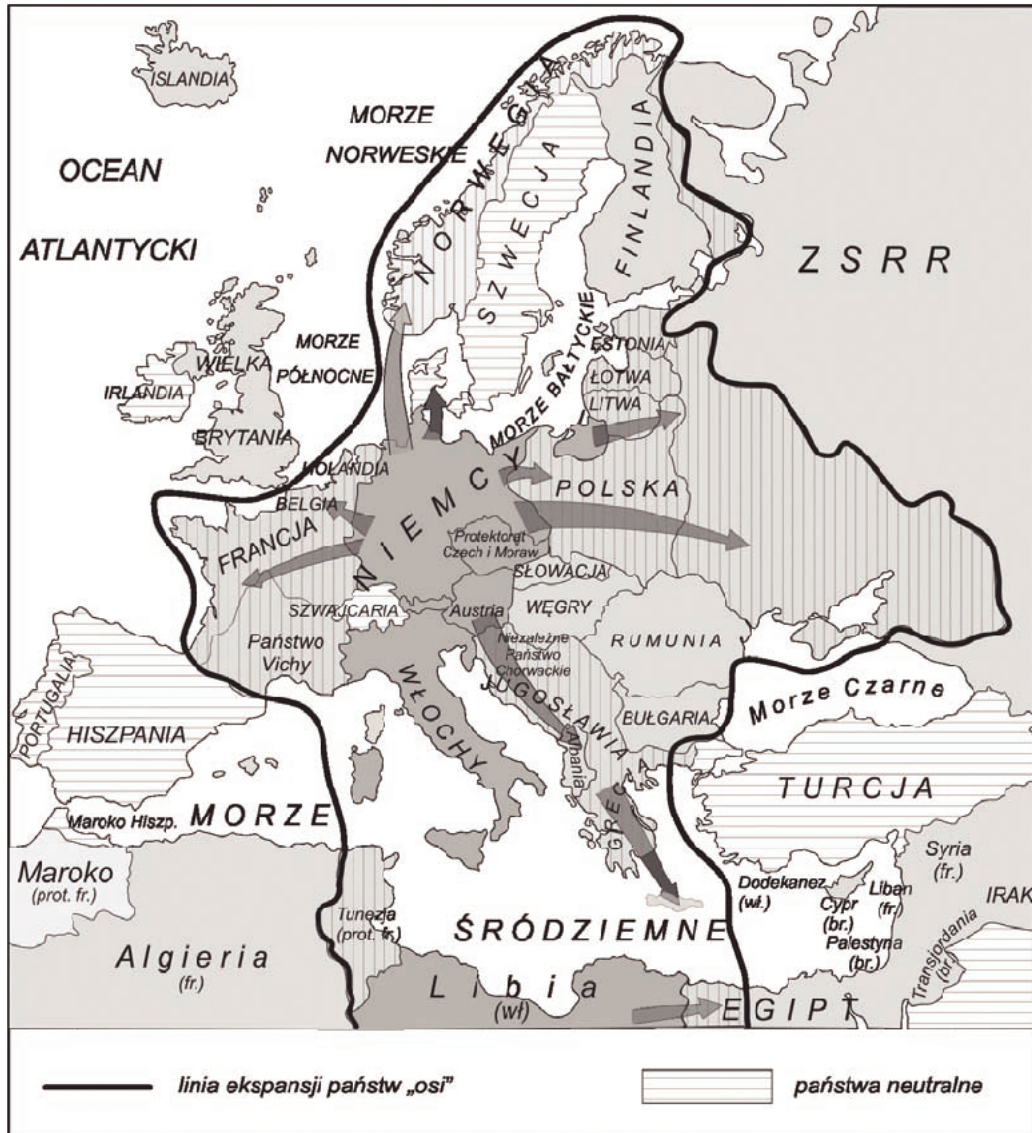 ISLANDIA
MORZE
NORWESKIE
OCEAN
ATLANTYCKI
NORWEGIA
SZWECJA
FINLANDIA
ZSRR
MORZE
PÓŁNOCNE
WIELKA
BRYTANIA
IRLANDIA
MORZE BAŁTYCKIE
ESTONIA
ŁOTWA
LITWA
HOLANDIA
BELGIA
NIEMCY
POLSKA
FRANCJA
Protektorat
Czech i Moraw
SŁOWACJA
SZWAJCARIA
Austria
WĘGRY
RUMUNIA
Państwo
Vichy
Niezależne
Państwo
Chorwackie
WŁOCHY
JUGOSŁAWIA
BUŁGARIA
Morze Czarne
PORTUGALIA
HISZPANIA
Albania
GRECJA
TURCJA
Maroko Hiszp.
MORZE
ŚRÓDZIEMNE
Maroko
(prot. fr.)
Algieria
(fr.)
Tunezja
(prot. fr.)
Libia
(wł)
EGIPT
Dodekanez
(wł.)
Cypr
(br.)
Liban
(fr.)
Palestyna
(br.)
Syria
(fr.)
IRAK
Transjordania
(br.)
linia ekspansji państw „osi”
państwa neutralne